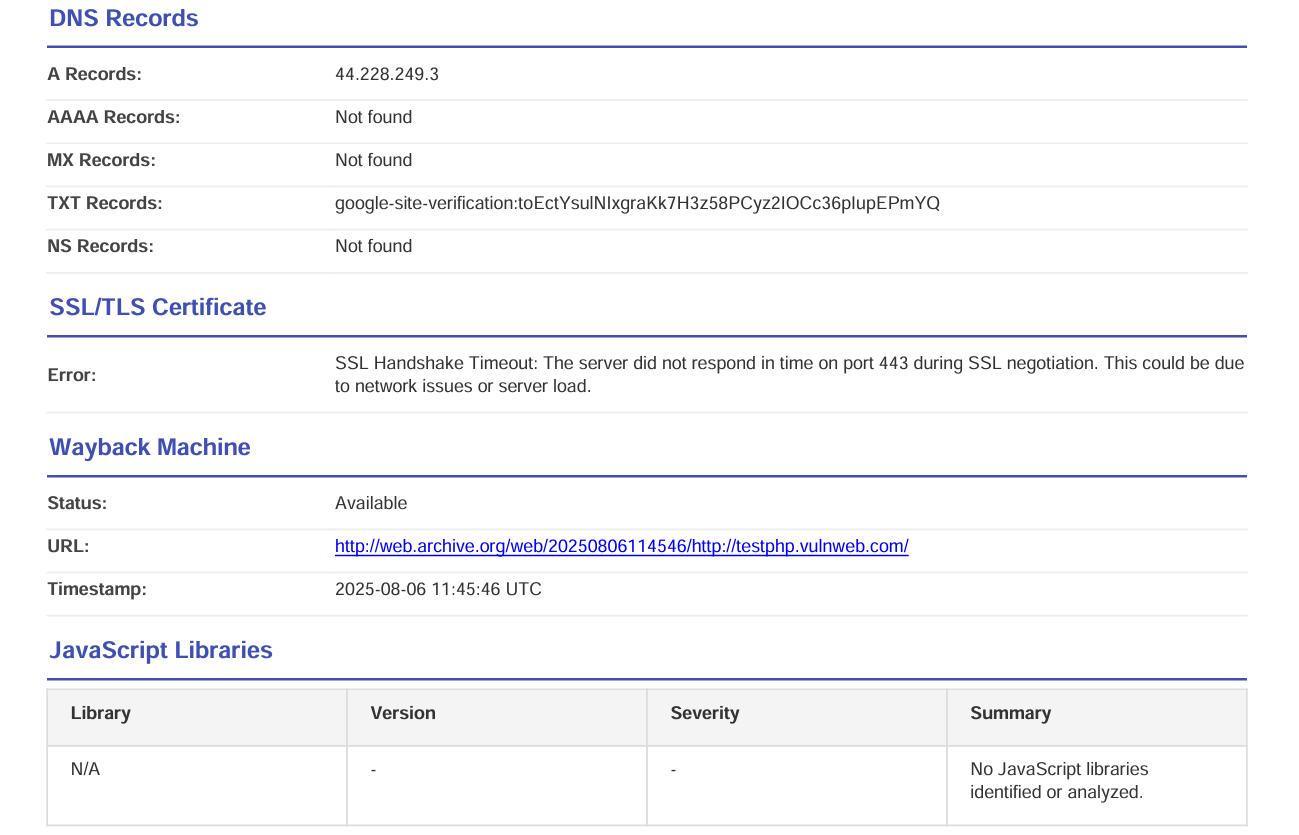 DNS Records
A Records: 44.228.249.3
AAAA Records: Not found
MX Records: Not found
TXT Records: google-site-verification:toEctYsulNIxgraKk7H3z58PCyz2IOCc36pIupEPmYQ
NS Records: Not found
SSL/TLS Certificate
Error: SSL Handshake Timeout: The server did not respond in time on port 443 during SSL negotiation. This could be due
to network issues or server load.
Wayback Machine
Status: Available
URL: http://web.archive.org/web/20250806114546/http://testphp.vulnweb.com/
Timestamp: 2025-08-06 11:45:46 UTC
JavaScript Libraries
Library Version Severity Summary
N/A - - No JavaScript libraries
identified or analyzed.